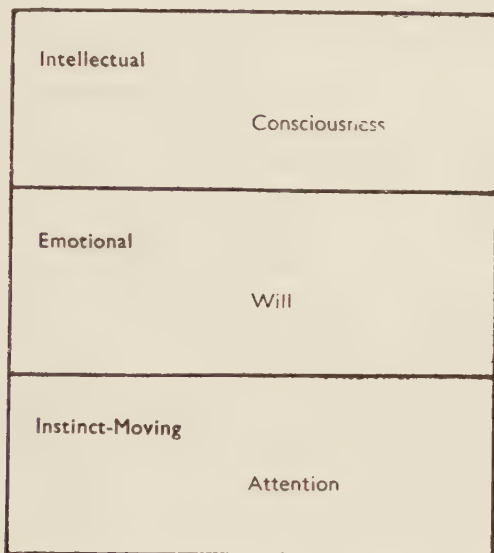 Intellectual
Consciousness
Emotional
Will
Instinct-Moving
Attention